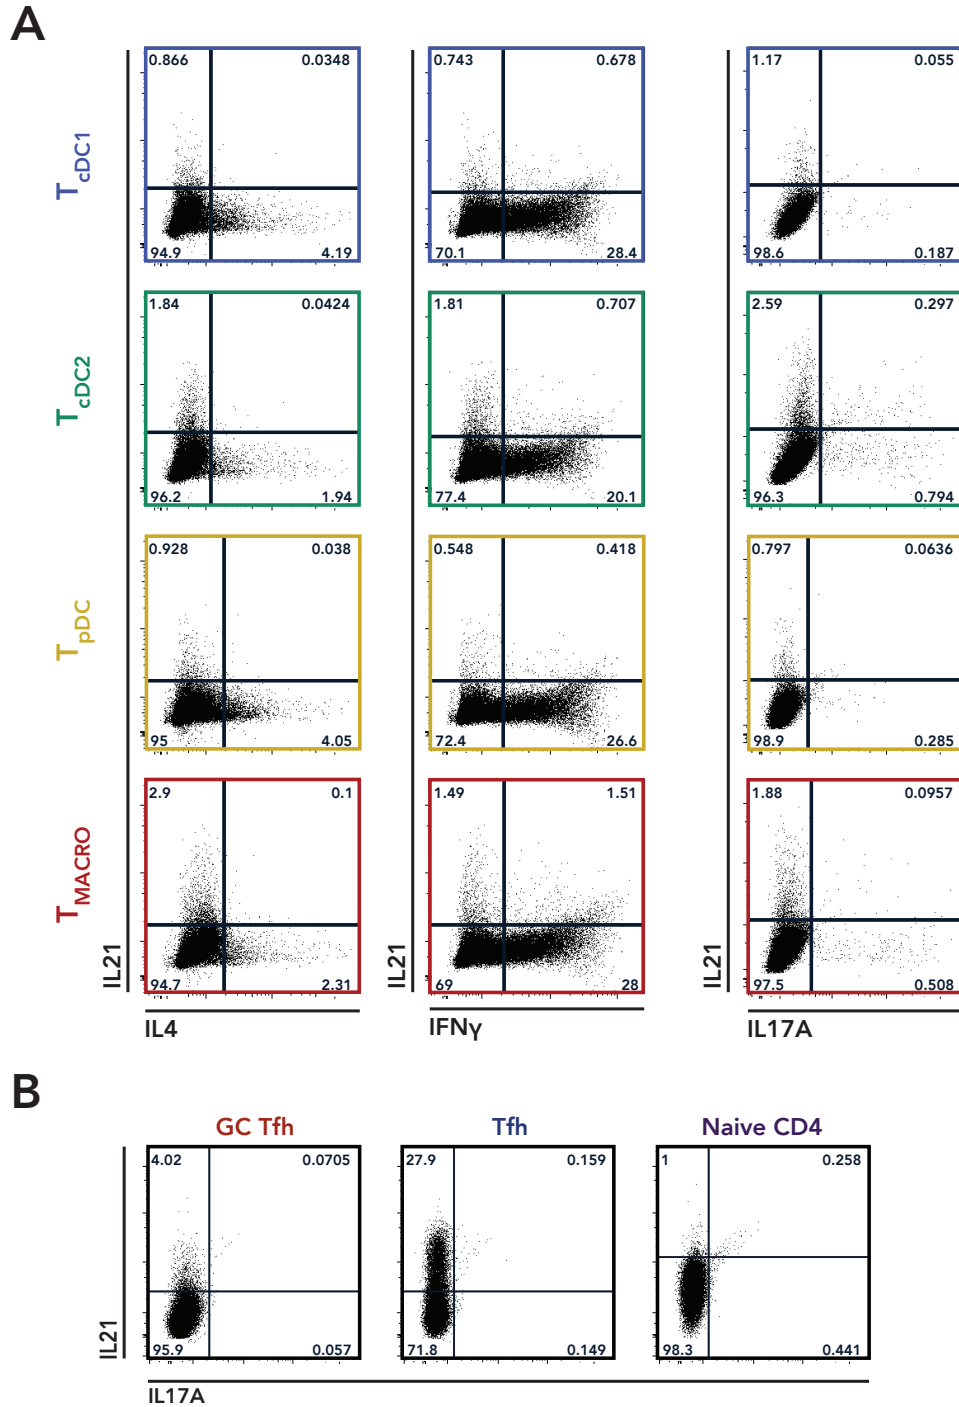 A
TcDC1
0.866 0.0348
94.9 4.19
0.743 0.678
70.1 28.4
1.17 0.055
98.6 0.187
TcDC2
1.84 0.0424
96.2 1.94
1.81 0.707
77.4 20.1
2.59 0.297
96.3 0.794
TpDC
0.928 0.038
95 4.05
0.548 0.418
72.4 26.6
0.797 0.0636
98.9 0.285
TMACRO
2.9 0.1
94.7 2.31
1.49 1.51
69 28
1.88 0.0957
97.5 0.508
IL21 IL21 IL21
IL4 IFNγ IL17A
B
GC Tfh Tfh Naive CD4
4.02 0.0705
95.9 0.057
27.9 0.159
71.8 0.149
1 0.258
98.3 0.441
IL21
IL17A